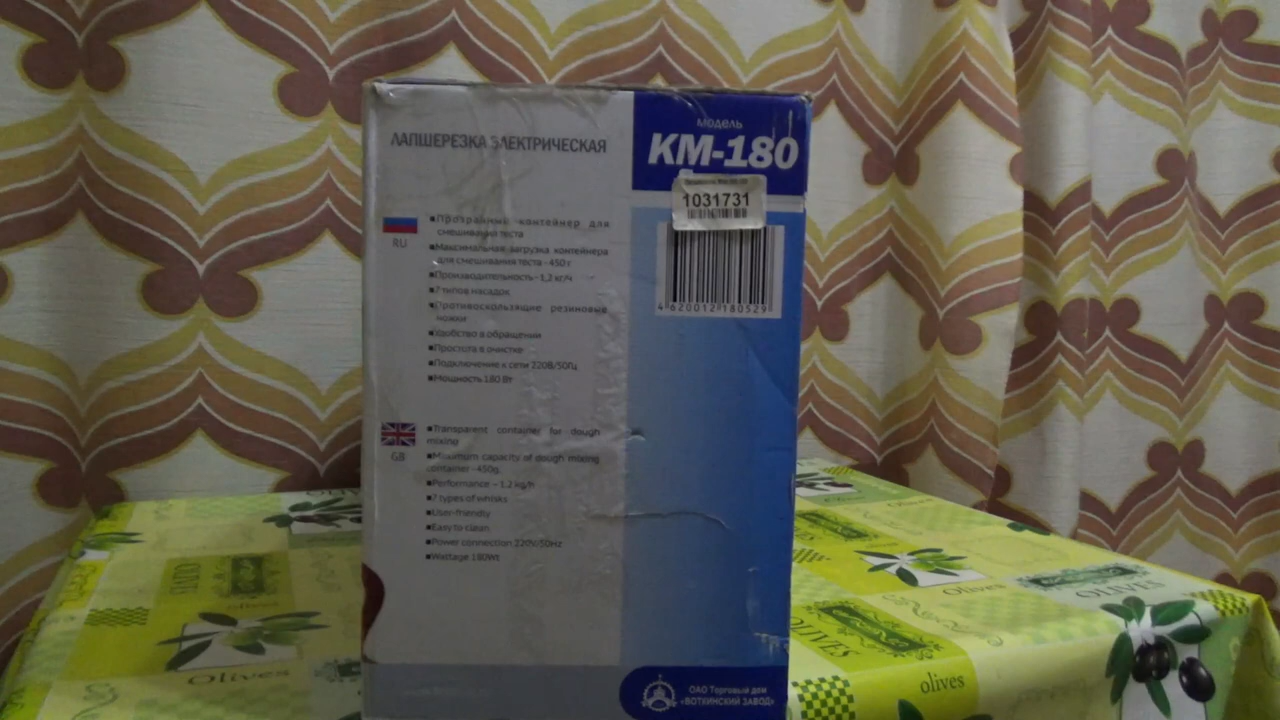 модель
КМ-180
ЛАПШЕРЕЗКА ЭЛЕКТРИЧЕСКАЯ
1031731
4 620012 180529
RU
▪Прозрачный контейнер для
смешивания теста
▪Максимальная загрузка контейнера
для смешивания теста - 450 г
▪Производительность - 1,2 кг/ч
▪7 типов насадок
▪Противоскользящие резиновые
ножки
▪Удобство в обращении
▪Простота в очистке
▪Подключение к сети 220В/50Гц
▪Мощность 180 Вт
GB
▪Transparent container for dough
mixing
▪Maximum capacity of dough mixing
container - 450g.
▪Performance – 1,2 kg/h
▪7 types of whisks
▪User-friendly
▪Easy to clean
▪Power connection 220V/50Hz
▪Wattage 180Wt
ОАО Торговый дом
«ВОТКИНСКИЙ ЗАВОД»
OLIVES
olives
Olives
OLIVES
Olives
OLIVES
olives